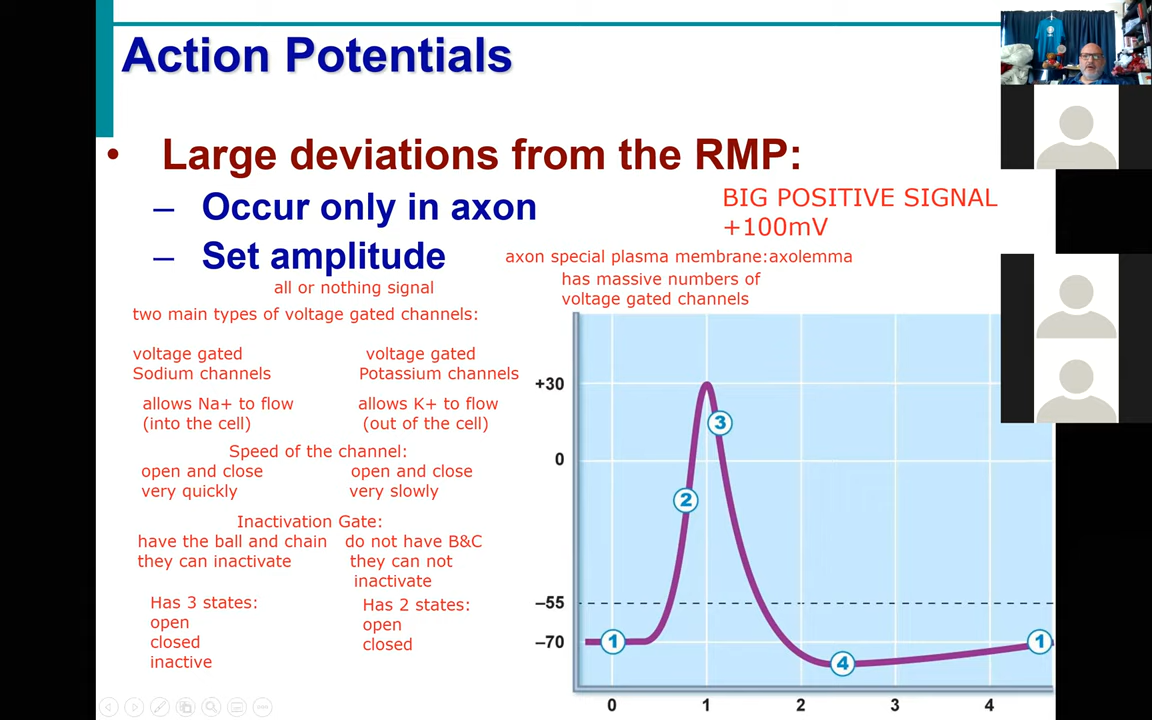 Action Potentials
• Large deviations from the RMP:
– Occur only in axon
– Set amplitude
BIG POSITIVE SIGNAL
+100mV
axon special plasma membrane:axolemma
has massive numbers of
voltage gated channels
all or nothing signal
two main types of voltage gated channels:
voltage gated
Sodium channels
voltage gated
Potassium channels
allows Na+ to flow
(into the cell)
allows K+ to flow
(out of the cell)
Speed of the channel:
open and close
very quickly
open and close
very slowly
Inactivation Gate:
have the ball and chain
they can inactivate
do not have B&C
they can not
inactivate
Has 3 states:
open
closed
inactive
Has 2 states:
open
closed
+30
0
–55
–70
1
2
3
4
1
0 1 2 3 4